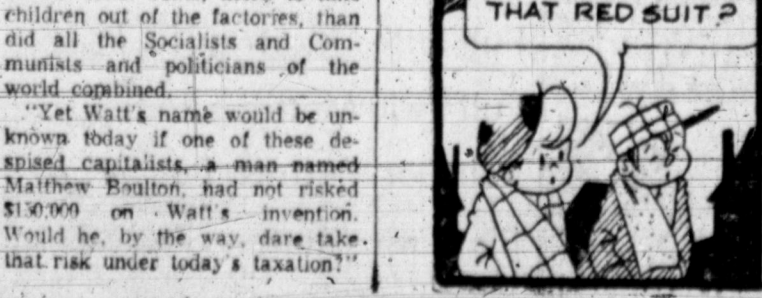 children out of the factories, than
did all the Socialists and Com-
munists and politicians of the
world combined.
"Yet Watt's name would be un-
known today if one of these de-
spised capitalists, a man named
Matthew Boulton, had not risked
$150,000 on Watt's invention.
Would he, by the way, dare take
that risk under today's taxation?"
THAT RED SUIT?